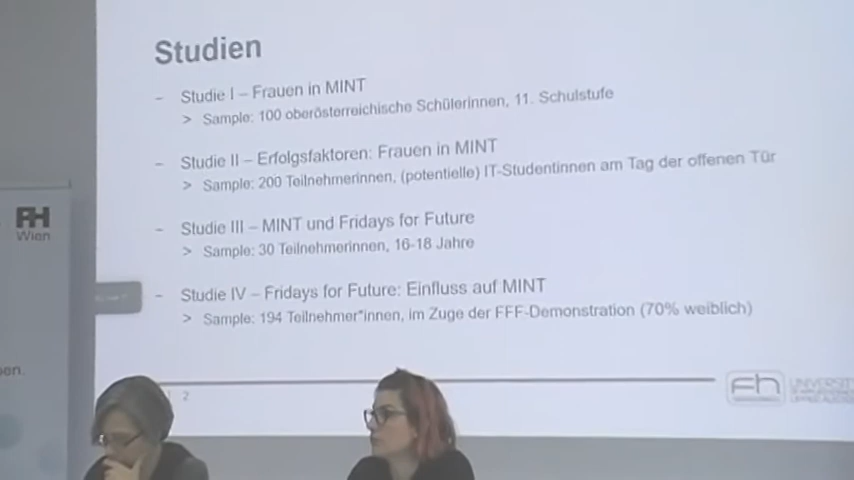 Studien
– Studie I – Frauen in MINT
> Sample: 100 oberösterreichische Schülerinnen, 11. Schulstufe
– Studie II – Erfolgsfaktoren: Frauen in MINT
> Sample: 200 Teilnehmerinnen, (potentielle) IT-Studentinnen am Tag der offenen Tür
– Studie III – MINT und Fridays for Future
> Sample: 30 Teilnehmerinnen, 16-18 Jahre
– Studie IV – Fridays for Future: Einfluss auf MINT
> Sample: 194 Teilnehmer*innen, im Zuge der FFF-Demonstration (70% weiblich)
2
FH
Wien
en.
fh